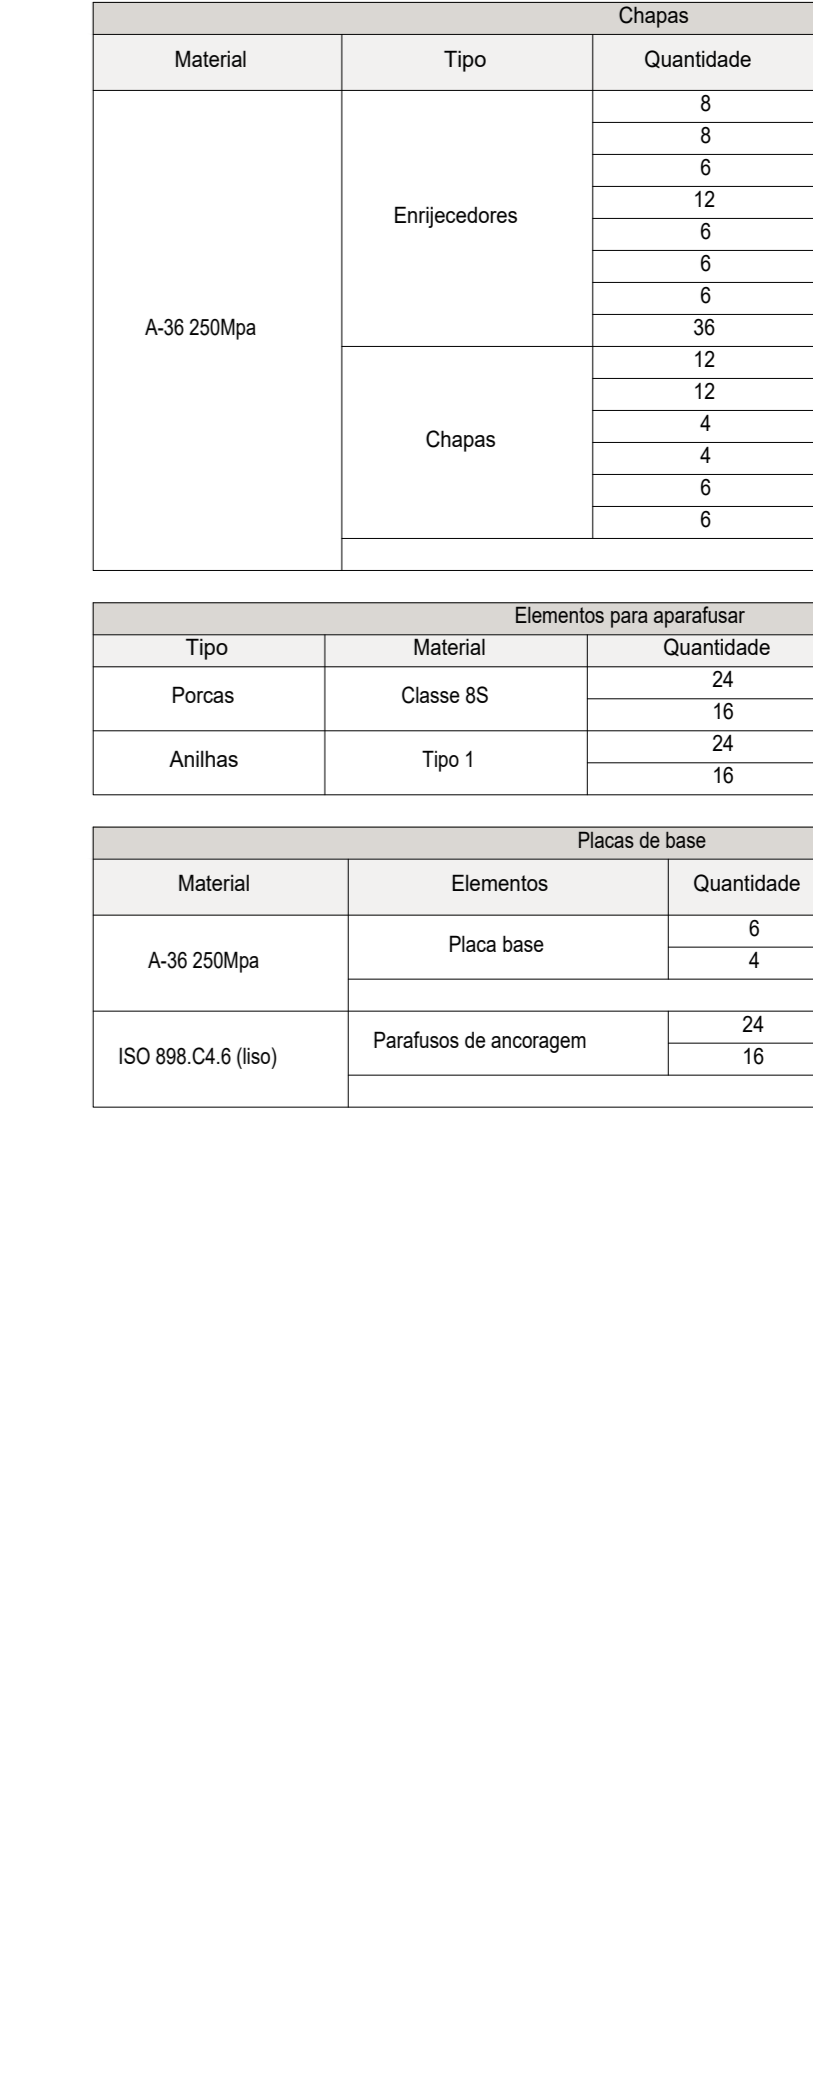 Chapas
Material Tipo Quantidade
8
8
6
12
Enrijecedores
6
6
6
A-36 250Mpa
36
12
12
4
Chapas
4
6
6
Elementos para aparafusar
Tipo Material Quantidade
Porcas Classe 8S
24
16
Anilhas Tipo 1
24
16
Placas de base
Material Elementos Quantidade
A-36 250Mpa
Placa base
6
4
ISO 898.C4.6 (liso)
Parafusos de ancoragem
24
16